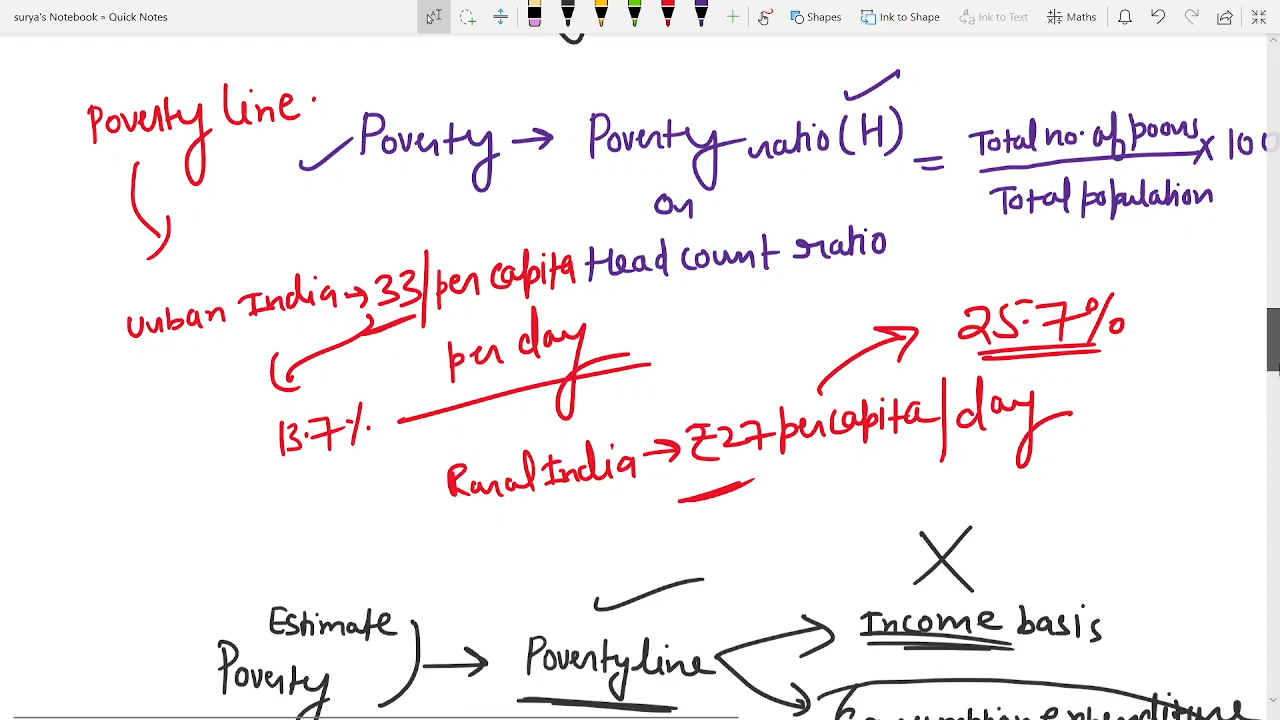 surya's Notebook » Quick Notes
Shapes
Ink to Shape
Ink to Text
Maths
Poverty line.
Poverty → Poverty ratio (H) = Total no. of poors × 100
Total population
Or
Head count ratio
Urban India → 33/per capita
per day
13.7%
25.7%
Rural India → ₹27 per capita/day
Estimate
Poverty
→ Poverty line
Income basis
Consumption expenditure